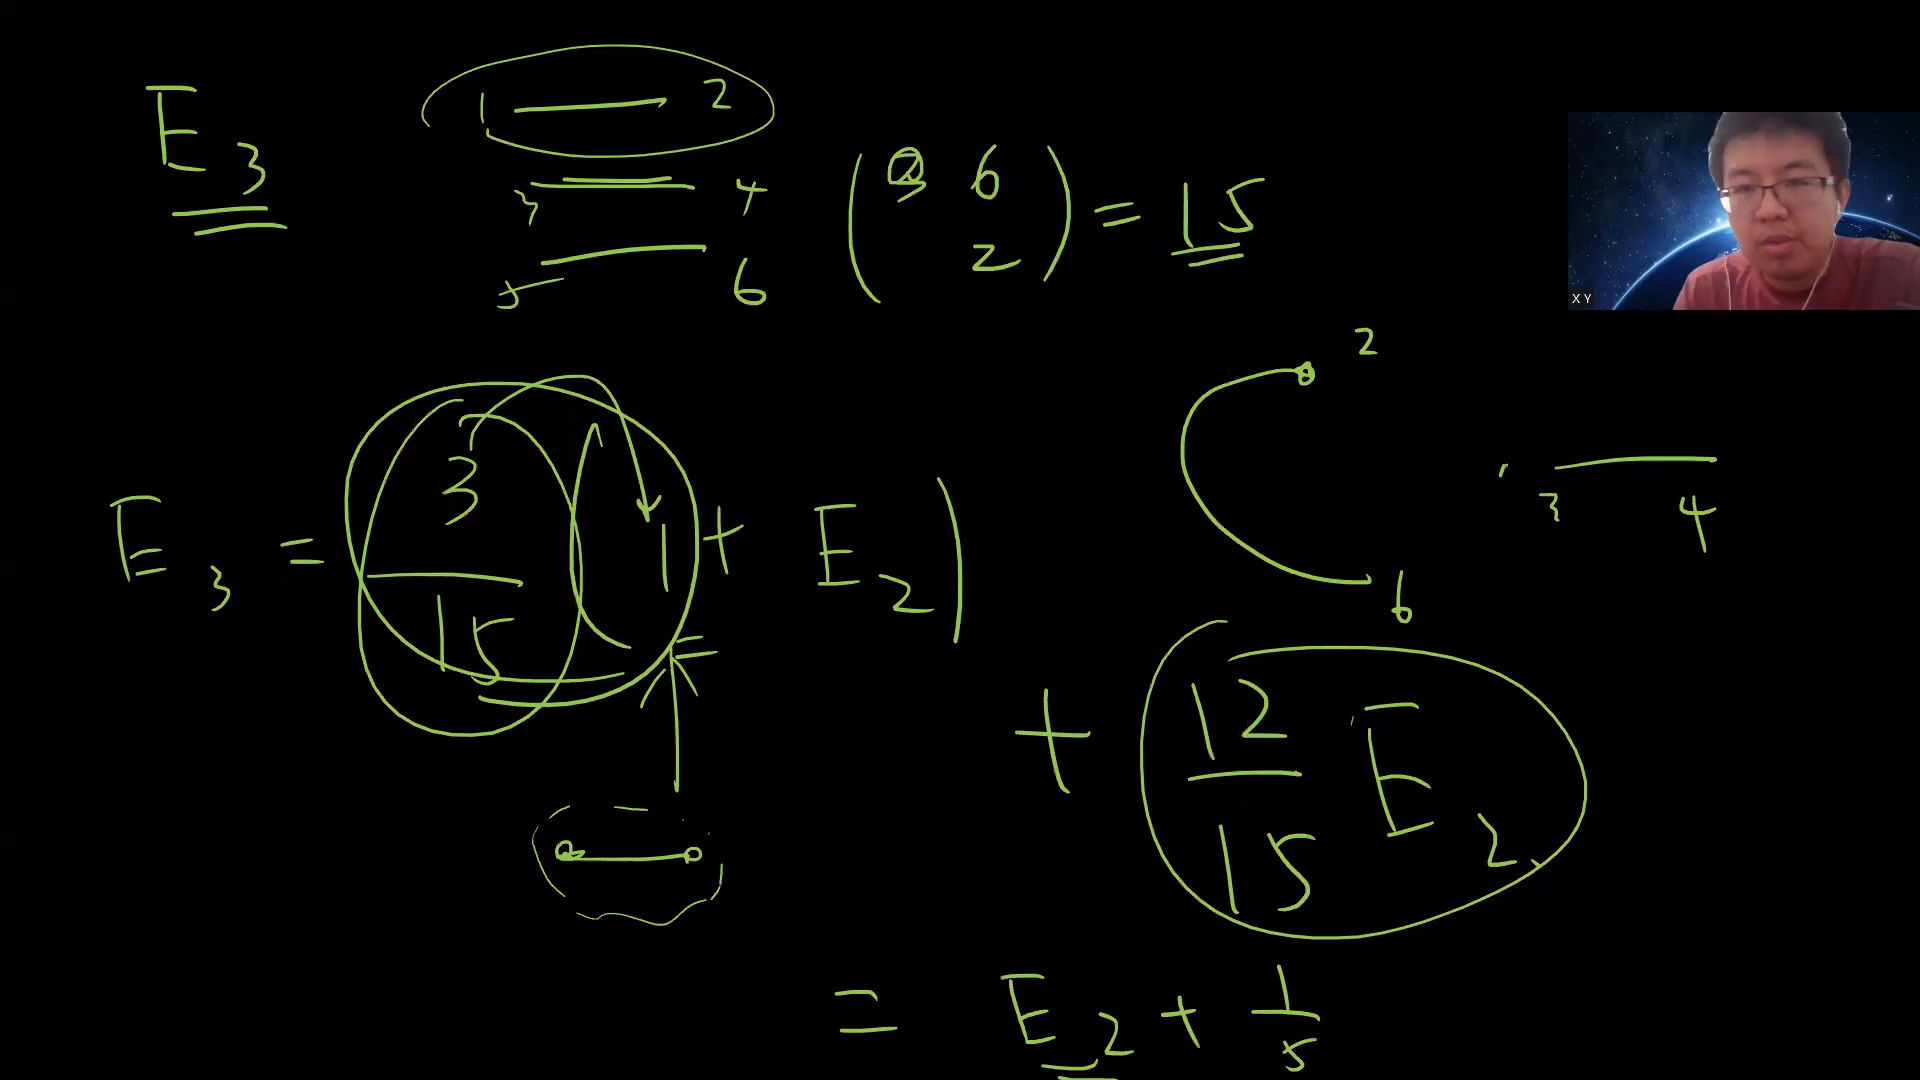 E₃
1 — 2
3 — 4
5 — 6
(6 2) = 15
X Y
2
6
3 — 4
E₃ = 3/15 (1 + E₂)
+ 12/15 E₂
= E₂ + 1/5